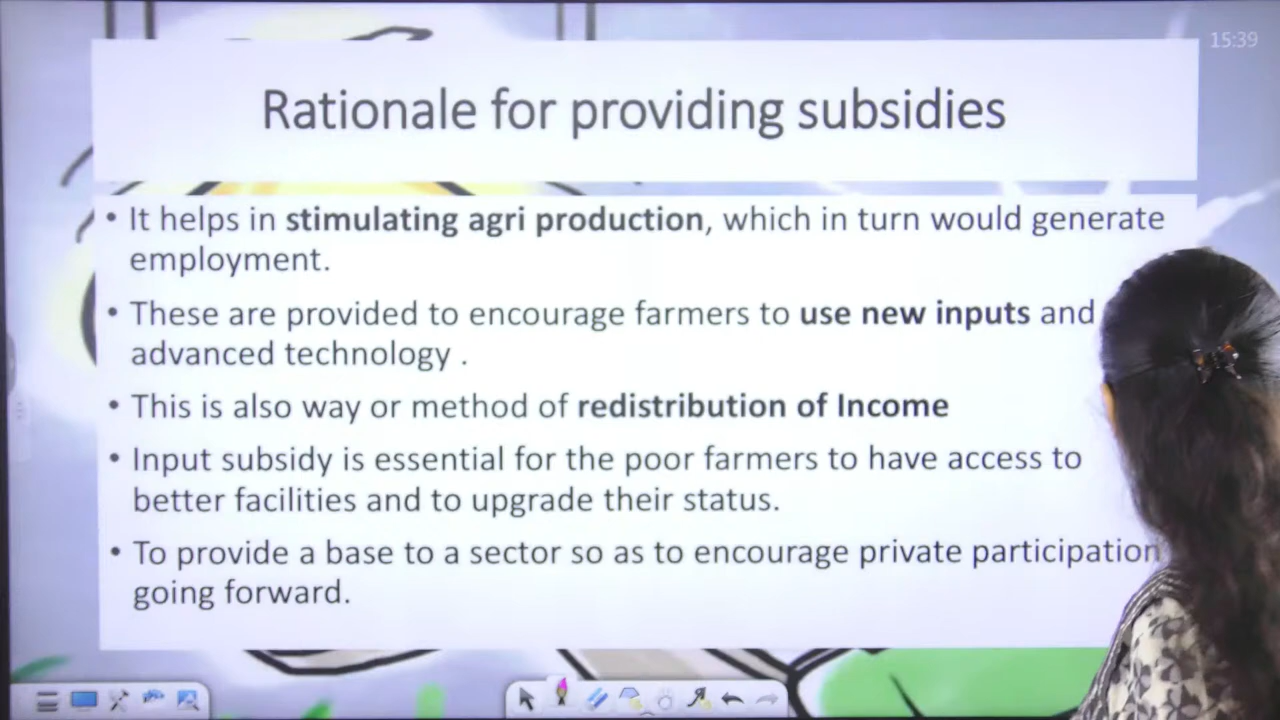 15:39
Rationale for providing subsidies
• It helps in stimulating agri production, which in turn would generate
employment.
• These are provided to encourage farmers to use new inputs and
advanced technology .
• This is also way or method of redistribution of Income
• Input subsidy is essential for the poor farmers to have access to
better facilities and to upgrade their status.
• To provide a base to a sector so as to encourage private participation
going forward.